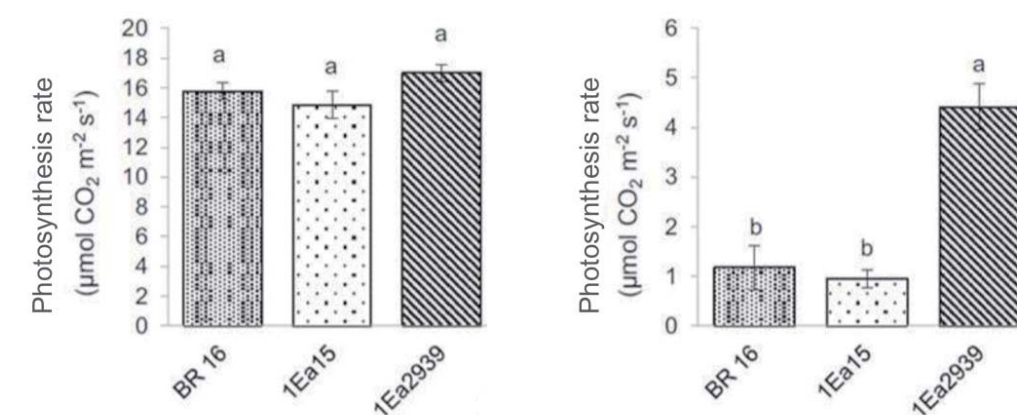 Photosynthesis rate
(μmol CO₂ m⁻² s⁻¹)
20
18
16
14
12
10
8
6
4
2
0
a
a
a
BR 16
1Ea15
1Ea2939
Photosynthesis rate
(μmol CO₂ m⁻² s⁻¹)
6
5
4
3
2
1
0
b
b
a
BR 16
1Ea15
1Ea2939